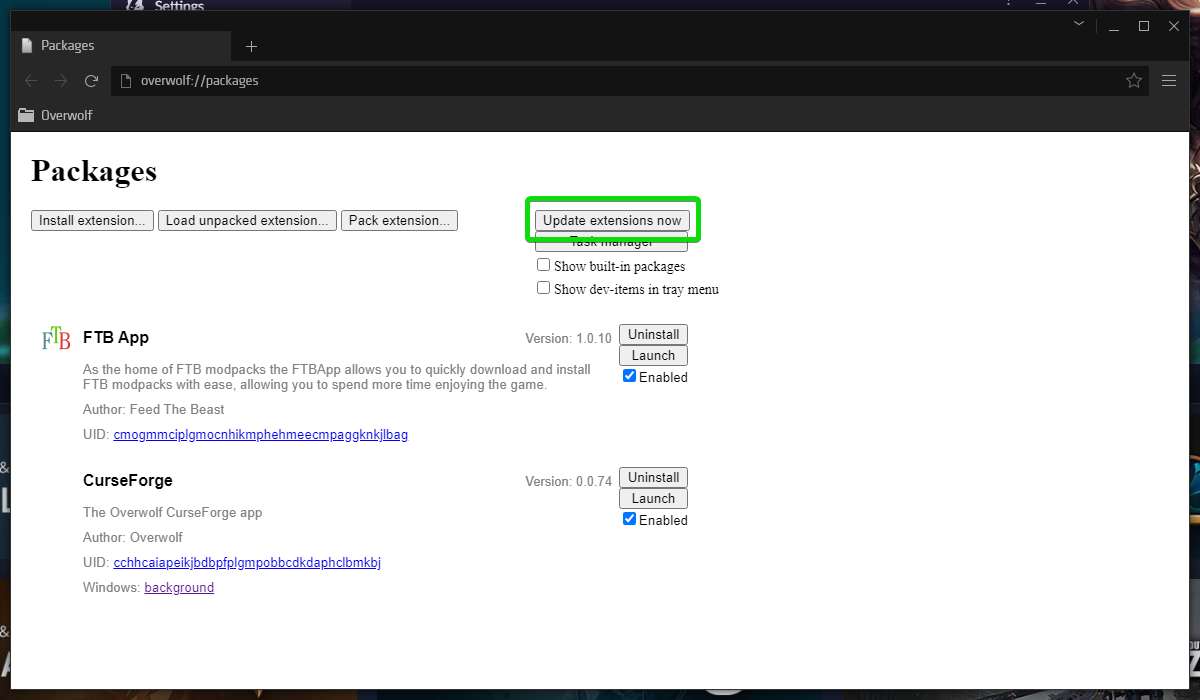 Settings
Packages
overwolf://packages
Overwolf
Packages
Install extension... Load unpacked extension... Pack extension... Update extensions now
Task manager
Show built-in packages
Show dev-items in tray menu
FTB
FTB App Version: 1.0.10 Uninstall
Launch
As the home of FTB modpacks the FTBApp allows you to quickly download and install
FTB modpacks with ease, allowing you to spend more time enjoying the game.
Enabled
Author: Feed The Beast
UID: cmogmmciplgmocnhikmphehmeecmpaggknkjlbag
CurseForge Version: 0.0.74 Uninstall
Launch
The Overwolf CurseForge app
Enabled
Author: Overwolf
UID: cchhcaiapeikjbdbpfplgmpobbcdkdaphclbmkbj
Windows: background